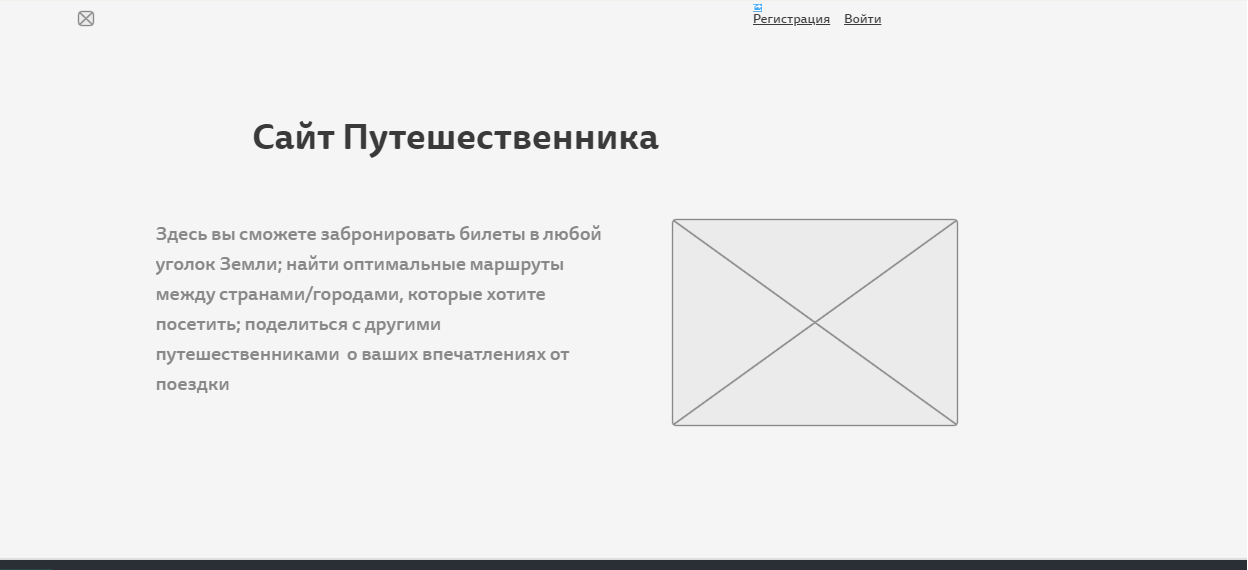 Регистрация Войти
Сайт Путешественника
Здесь вы сможете забронировать билеты в любой
уголок Земли; найти оптимальные маршруты
между странами/городами, которые хотите
посетить; поделиться с другими
путешественниками  о ваших впечатлениях от
поездки